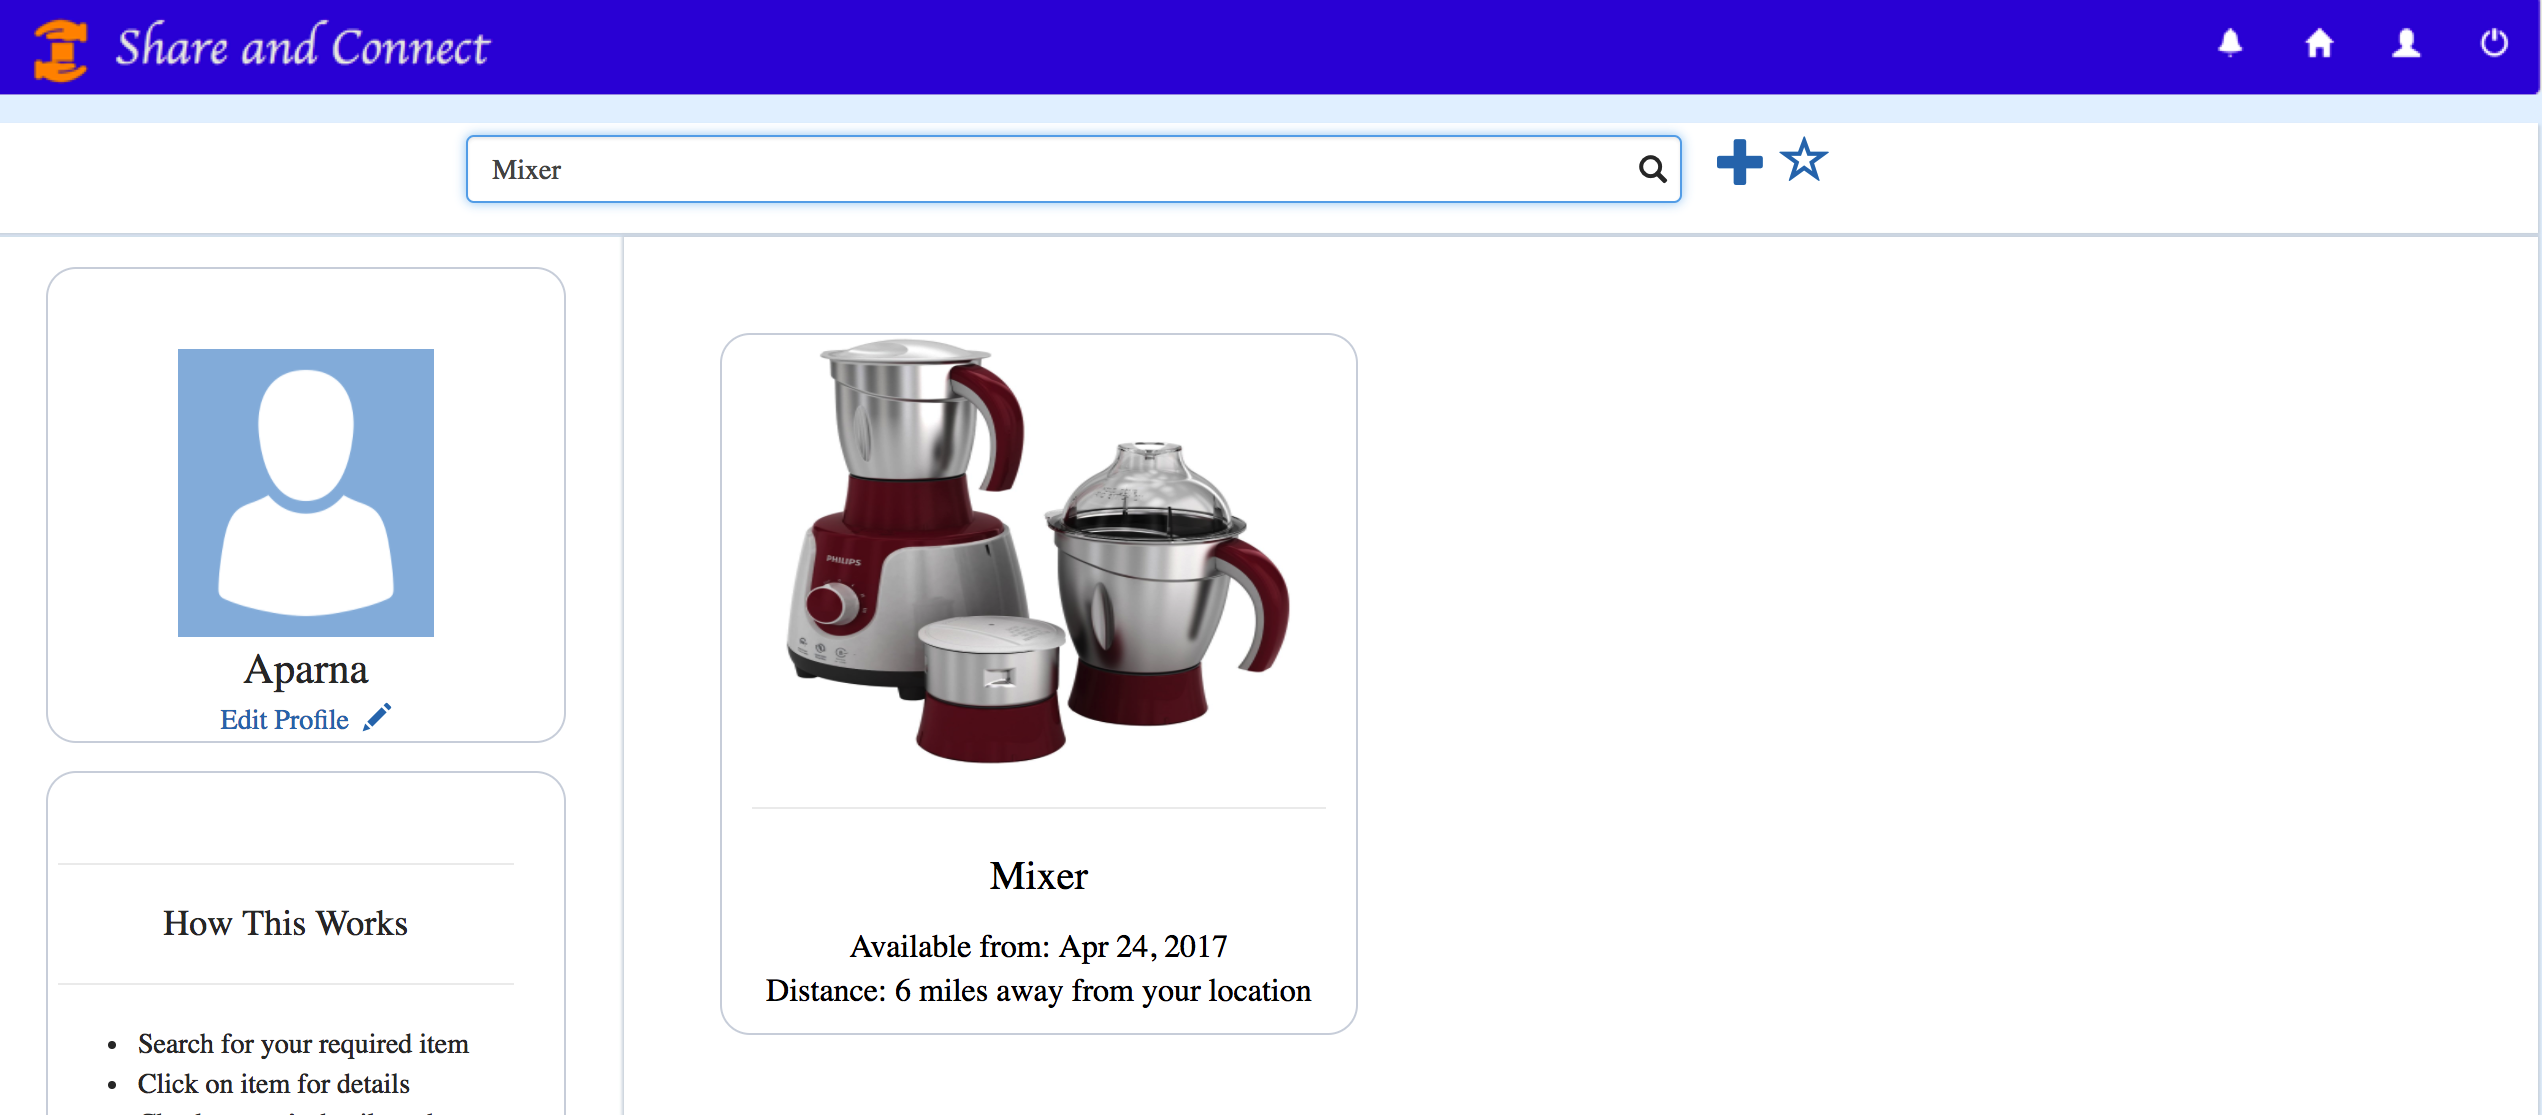 Share and Connect
Mixer
Aparna
Edit Profile
How This Works
Search for your required item
Click on item for details
PHILIPS
Mixer
Available from: Apr 24, 2017
Distance: 6 miles away from your location